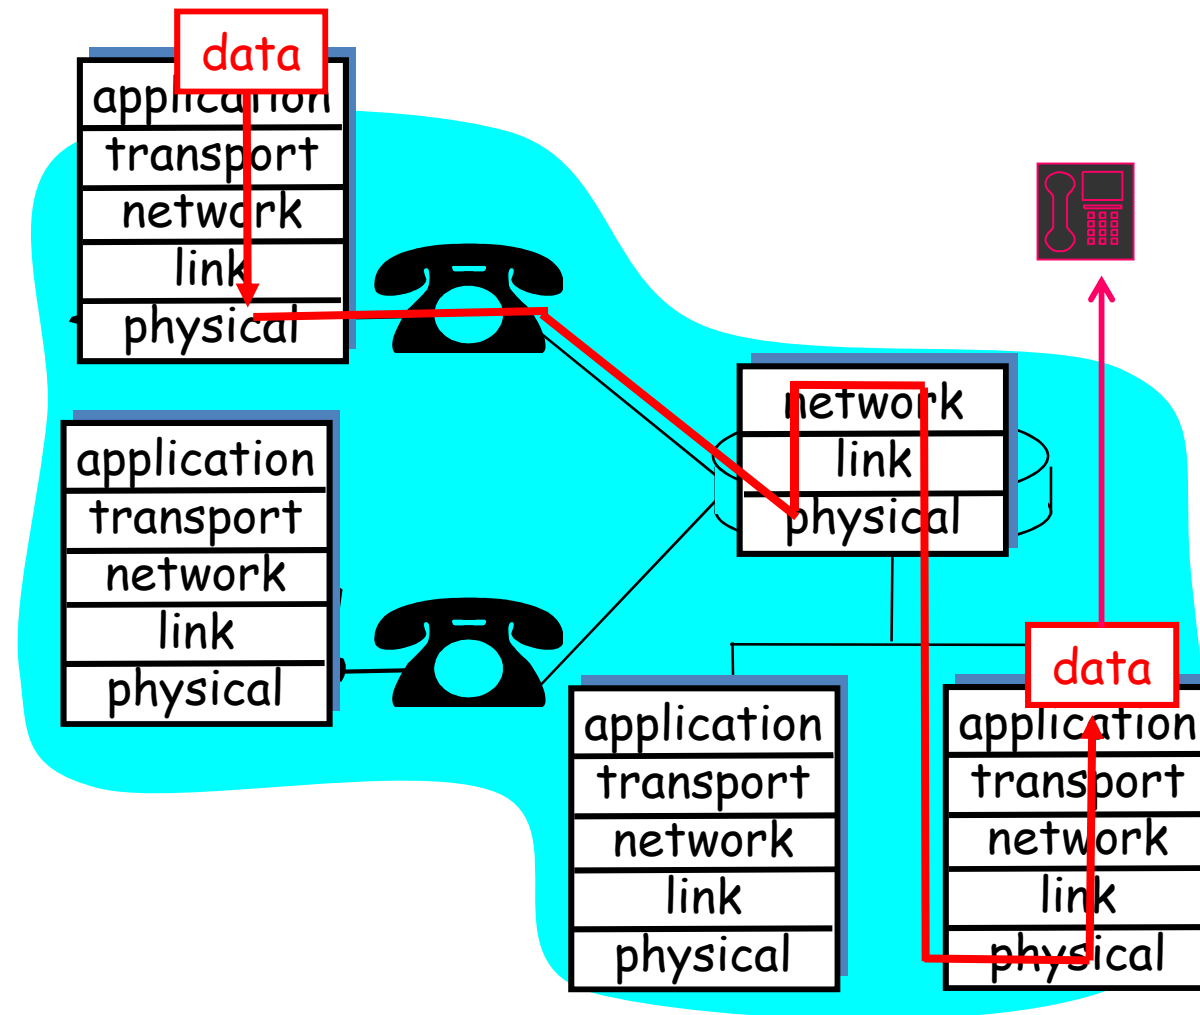 data
application
transport
network
link
physical
application
transport
network
link
physical
network
link
physical
application
transport
network
link
physical
data
application
transport
network
link
physical